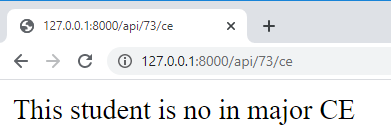 127.0.0.1:8000/api/73/ce
127.0.0.1:8000/api/73/ce
This student is no in major CE